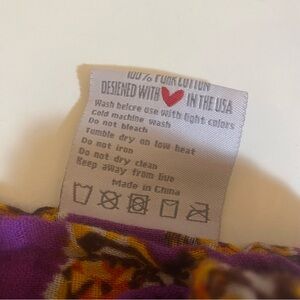 100% PURE COTTON
DESIGNED WITH ❤ IN THE USA
Wash before use with light colors
Cold machine wash
Do not bleach
Tumble dry on low heat
Do not iron
Do not dry clean
Keep away from live
Made in China